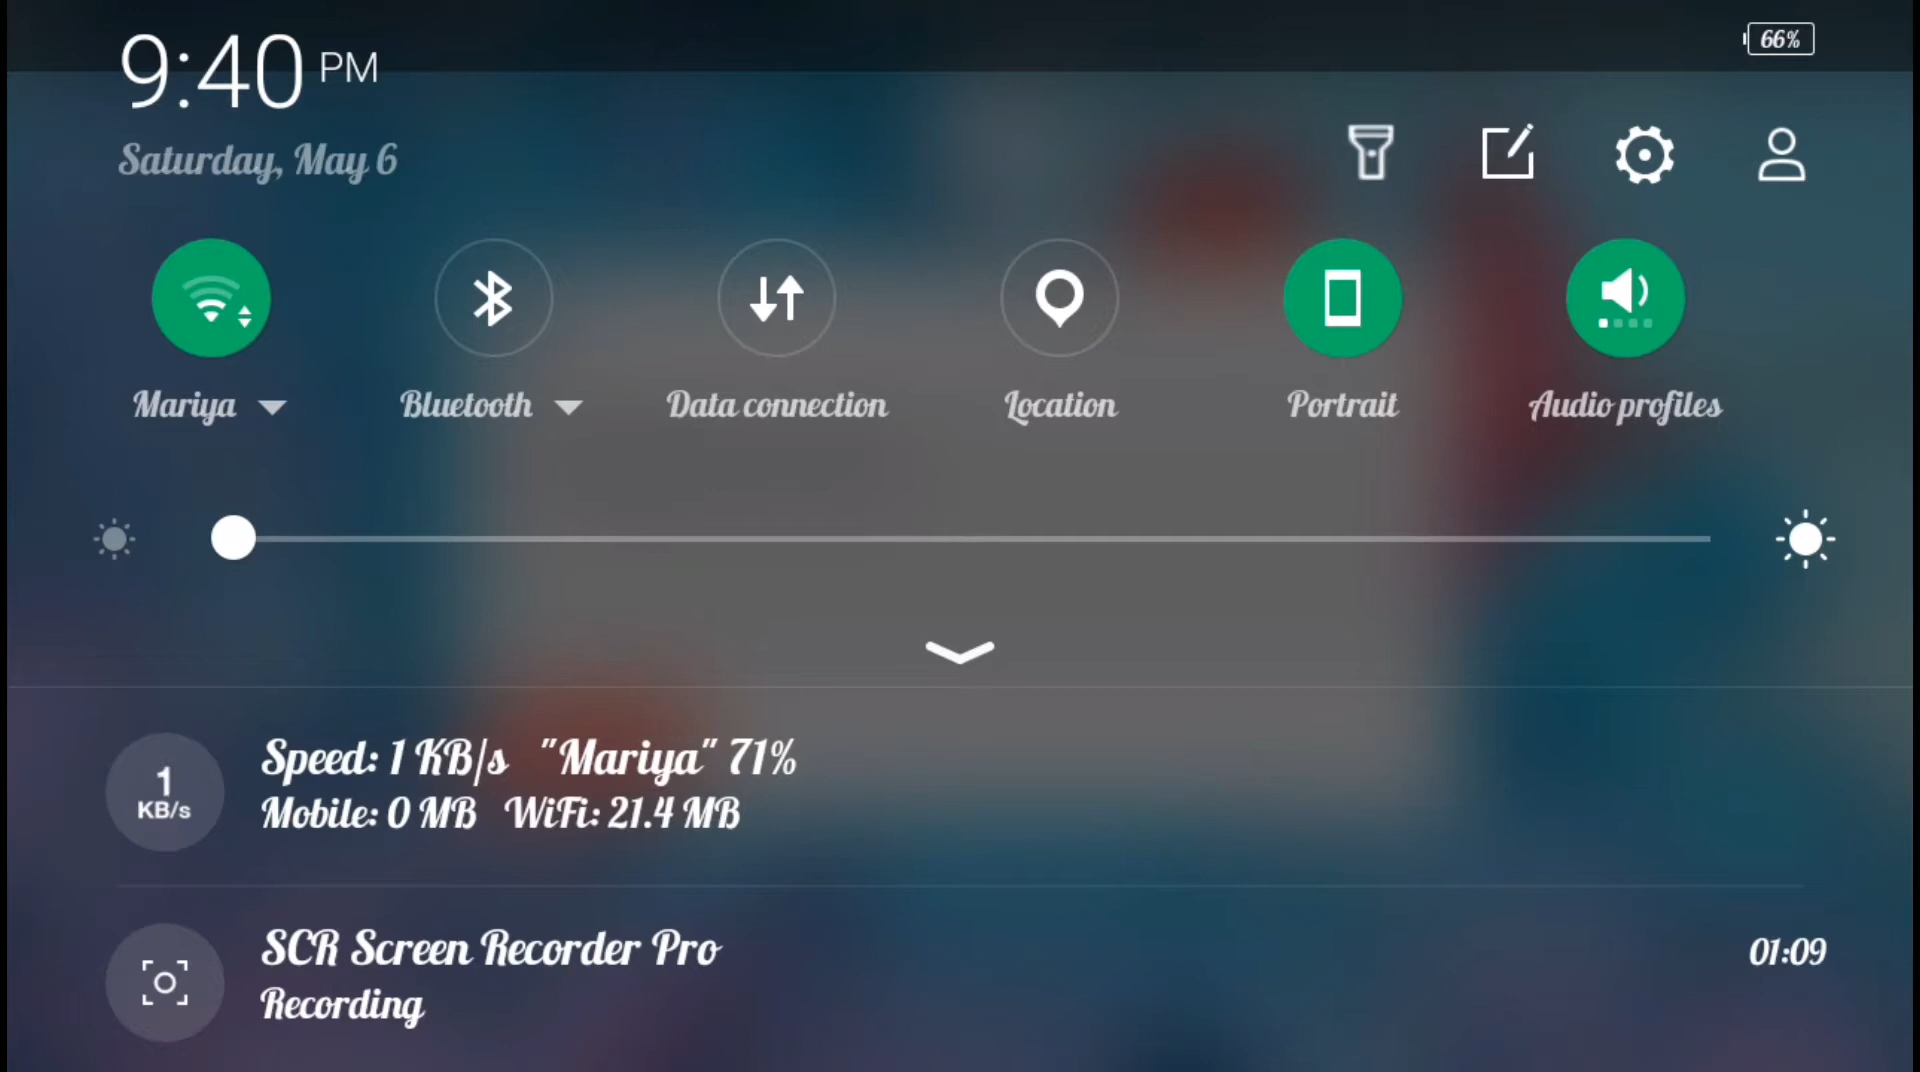 9:40 PM
66%
Saturday, May 6
Mariya
Bluetooth
Data connection
Location
Portrait
Audio profiles
1
KB/s
Speed: 1 KB/s "Mariya" 71%
Mobile: 0 MB WiFi: 21.4 MB
SCR Screen Recorder Pro
01:09
Recording